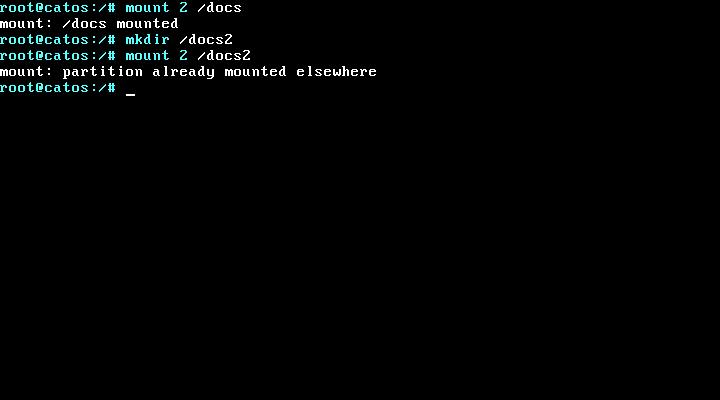 root@catos:/# mount 2 /docs
mount: /docs mounted
root@catos:/# mkdir /docs2
root@catos:/# mount 2 /docs2
mount: partition already mounted elsewhere
root@catos:/# _